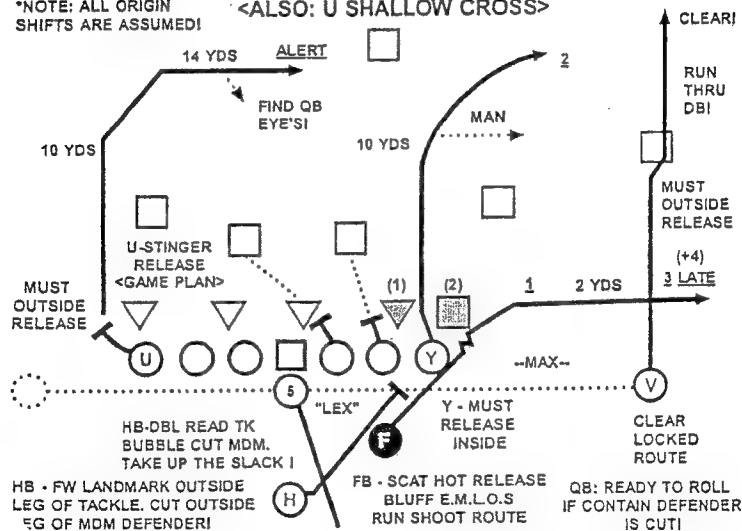 *NOTE: ALL ORIGIN
SHIFTS ARE ASSUMED!
<ALSO: U SHALLOW CROSS>
CLEAR!
14 YDS
ALERT
2
RUN
THRU
DB!
FIND QB
EYE'S!
MAN
10 YDS
10 YDS
MUST
OUTSIDE
RELEASE
U-STINGER
RELEASE
<GAME PLAN>
MUST
OUTSIDE
RELEASE
(1)
(2)
1
2 YDS
(+4)
3 LATE
U
Y
--MAX--
5
"LEX"
V
HB-DBL READ TK
BUBBLE CUT MDM.
TAKE UP THE SLACK !
Y - MUST
RELEASE
INSIDE
CLEAR
LOCKED
ROUTE
F
H
HB - FW LANDMARK OUTSIDE
LEG OF TACKLE. CUT OUTSIDE
EG OF MDM DEFENDER!
FB - SCAT HOT RELEASE
BLUFF E.M.L.O.S
RUN SHOOT ROUTE
QB: READY TO ROLL
IF CONTAIN DEFENDER
IS CUT!